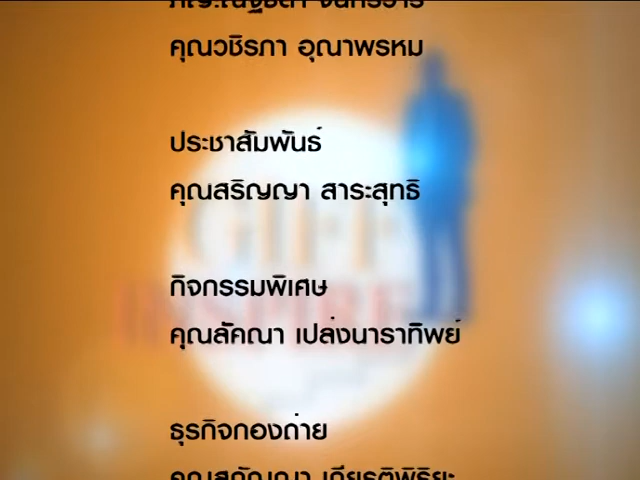 คุณวชิรภา อุณาพรหม
ประชาสัมพันธ์
คุณสริญญา สาระสุทธิ
กิจกรรมพิเศษ
คุณลัคณา เปล่งนาราทิพย์
ธุรกิจกองถ่าย